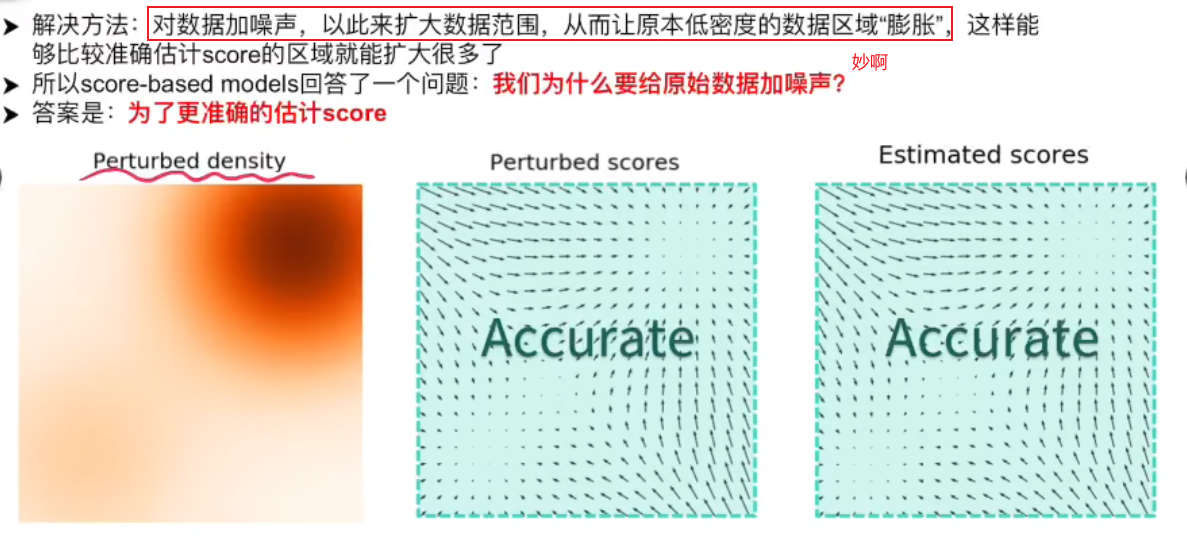 ➤ 解决方法：对数据加噪声，以此来扩大数据范围，从而让原本低密度的数据区域“膨胀”，这样能
够比较准确估计score的区域就能扩大很多了
妙啊
➤ 所以score-based models回答了一个问题：我们为什么要给原始数据加噪声？
➤ 答案是：为了更准确的估计score
Perturbed density
Perturbed scores
Estimated scores
Accurate
Accurate